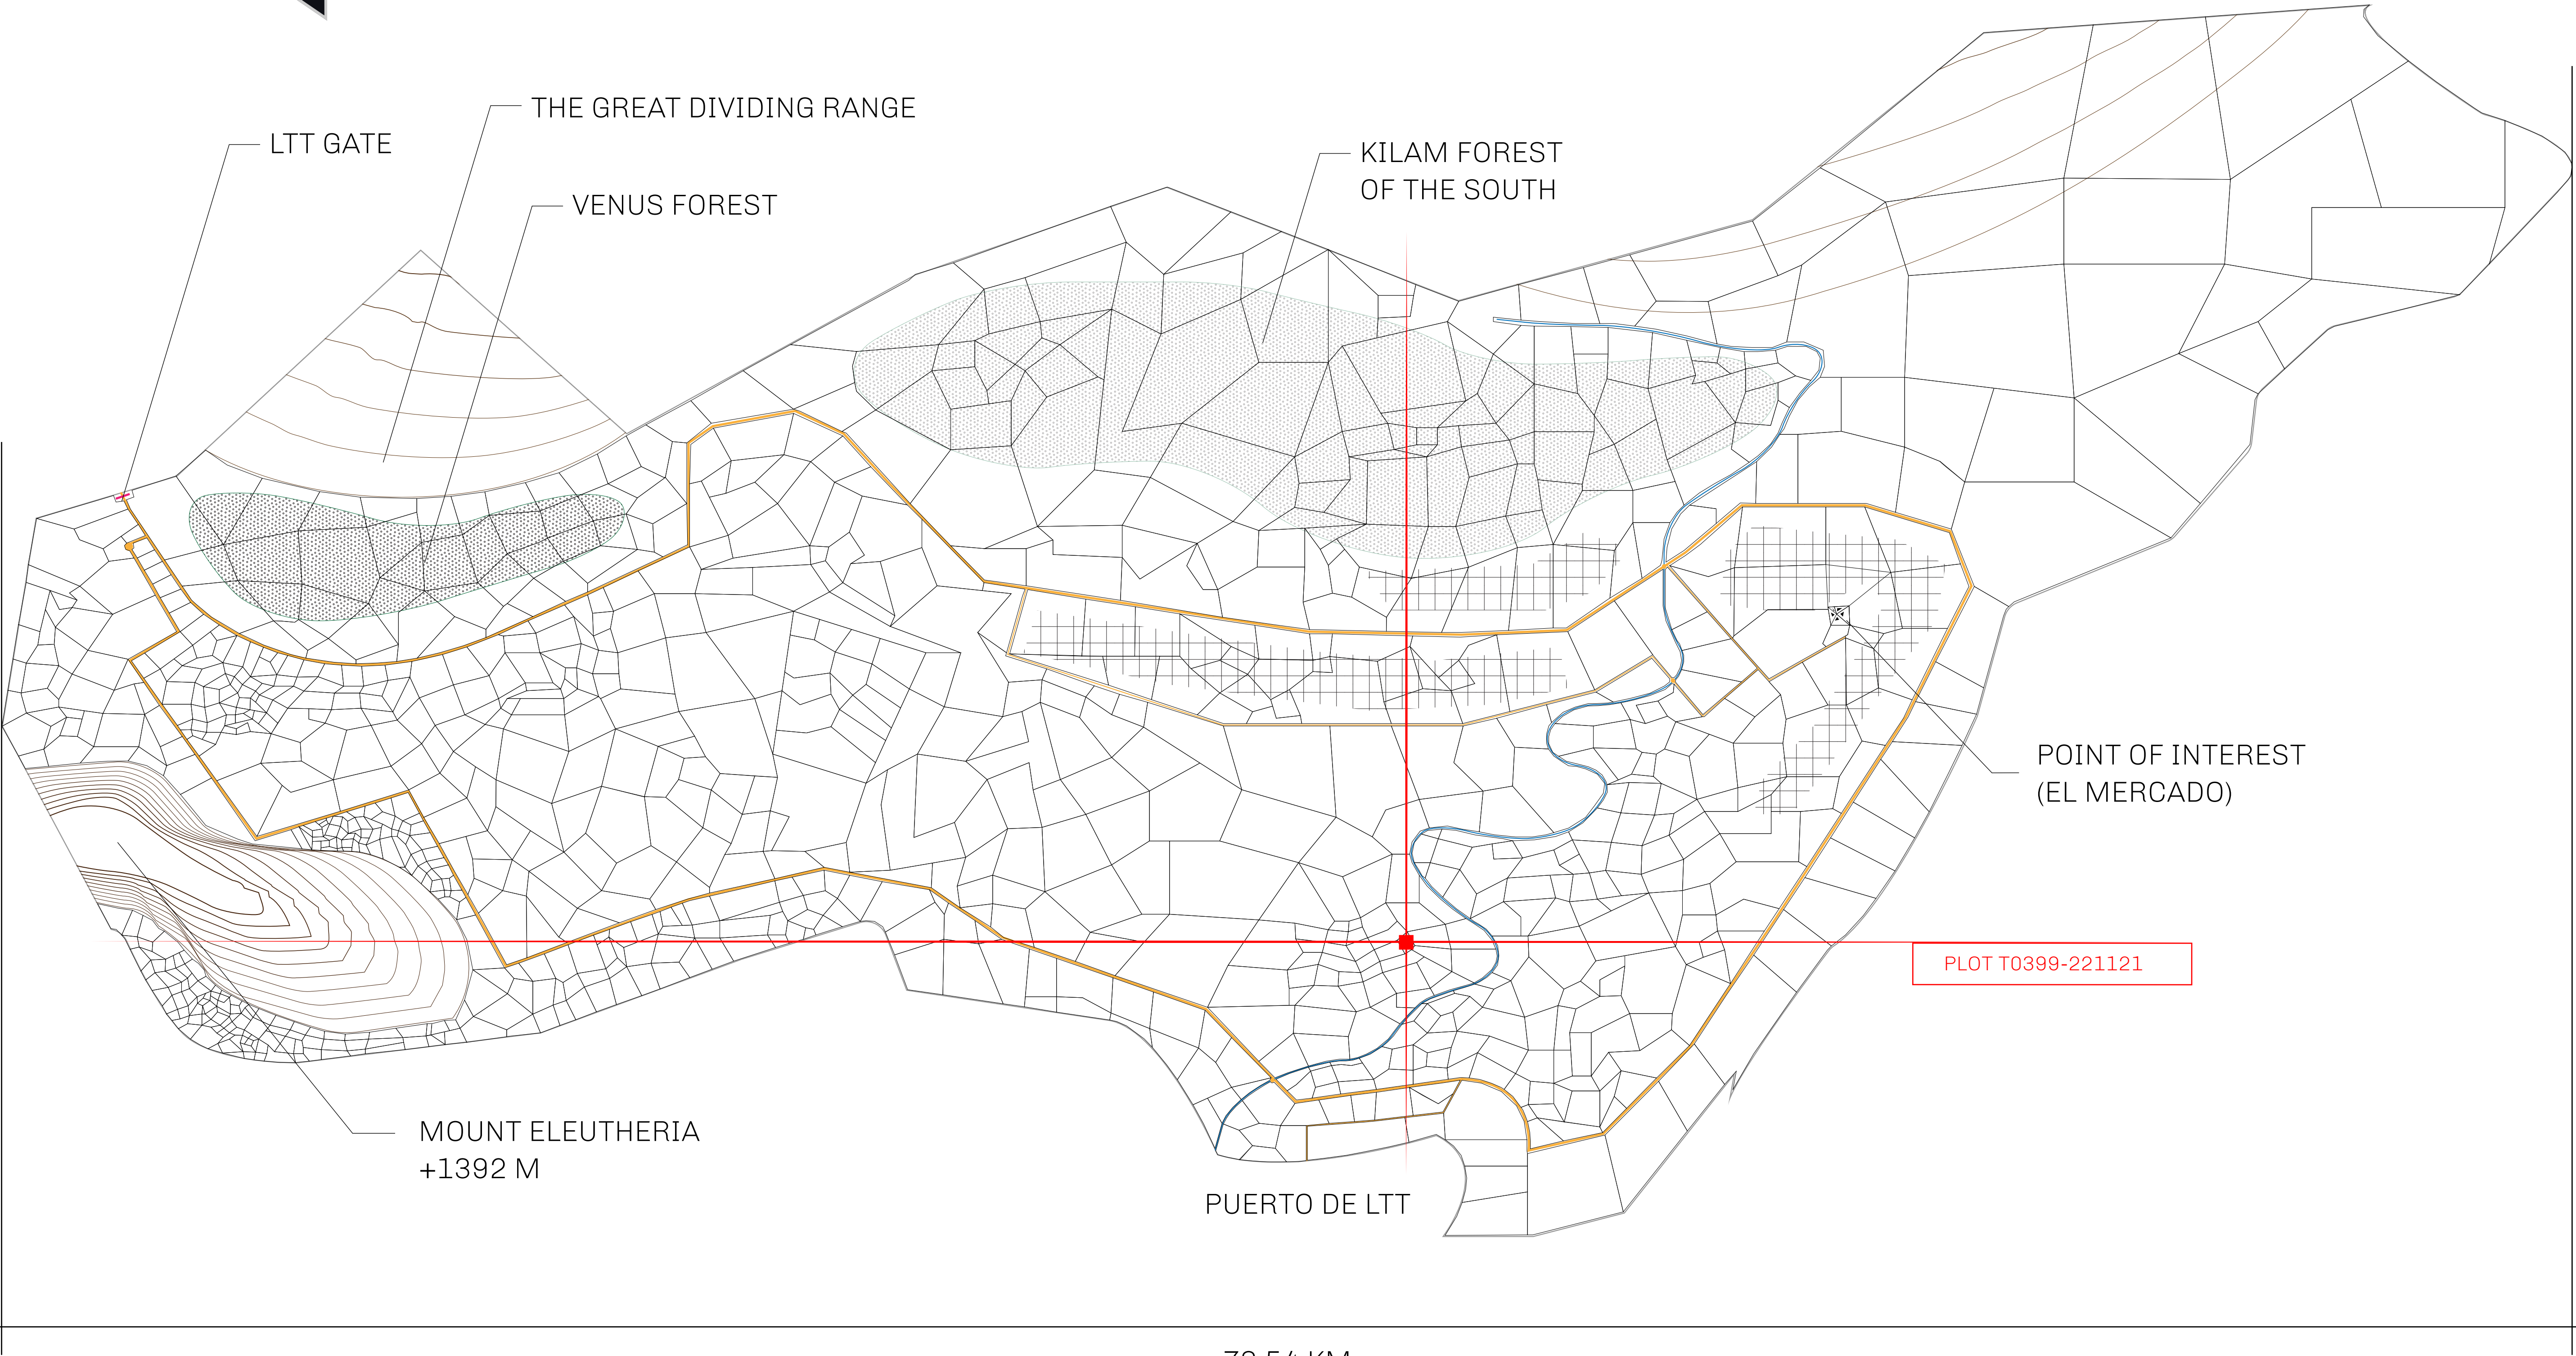 THE GREAT DIVIDING RANGE
LTT GATE
VENUS FOREST
KILAM FOREST
OF THE SOUTH
POINT OF INTEREST
(EL MERCADO)
PLOT T0399-221121
MOUNT ELEUTHERIA
+1392 M
PUERTO DE LTT
KM